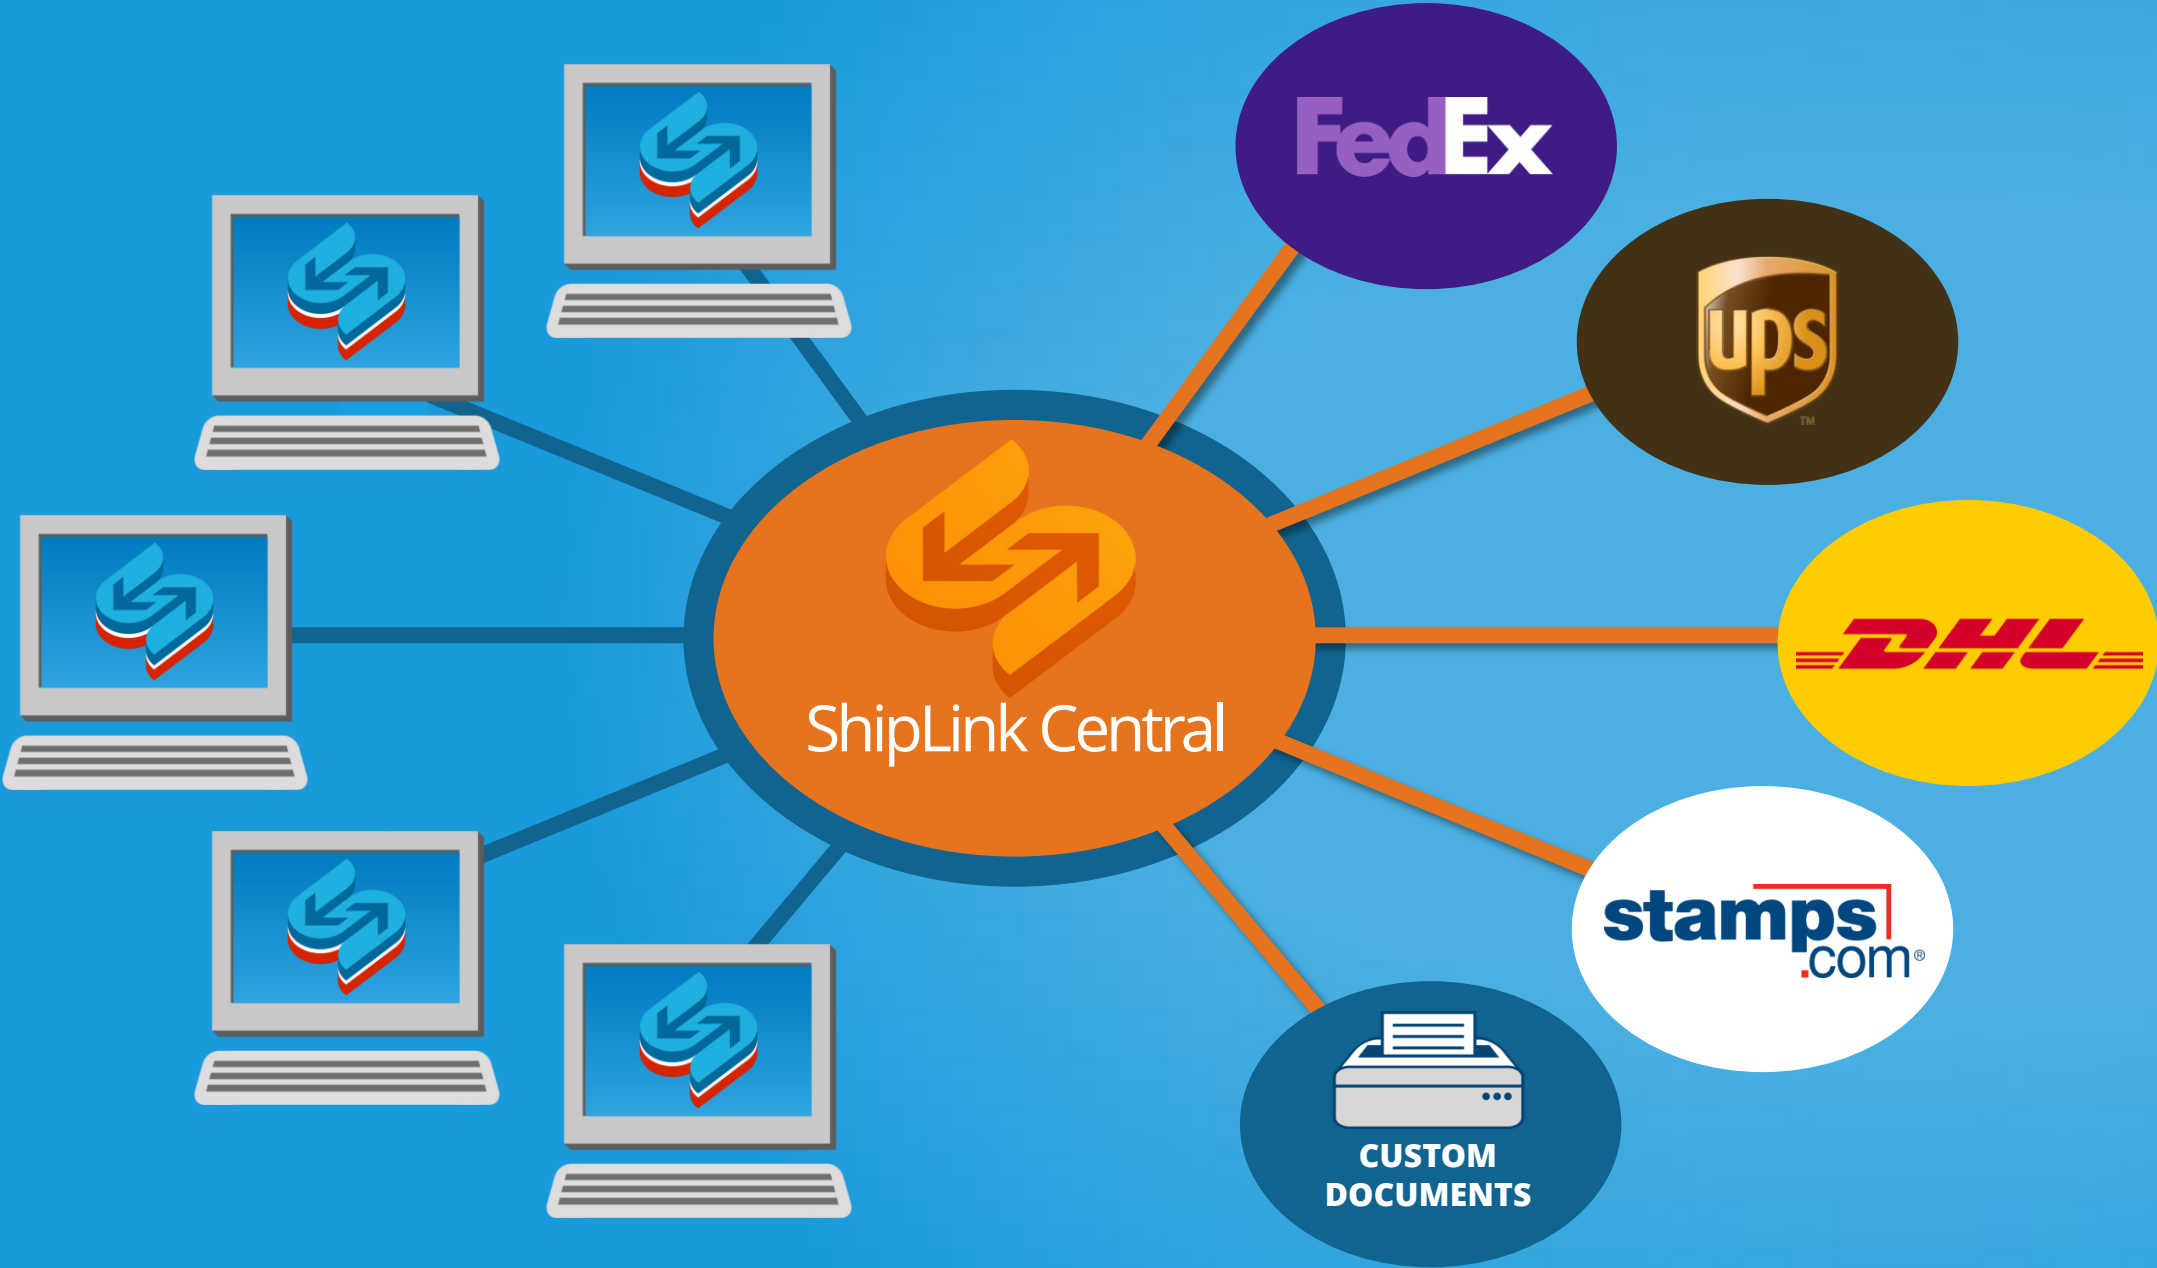 FedEx
ups
TM
DHL
ShipLink Central
stamps
.com®
CUSTOM
DOCUMENTS